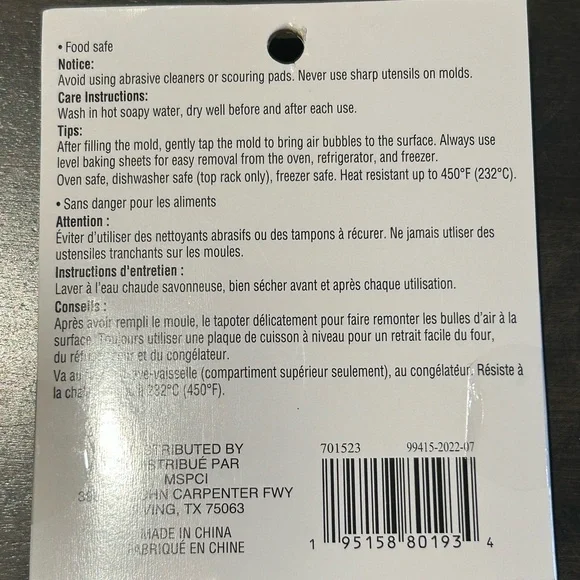 • Food safe
Notice:
Avoid using abrasive cleaners or scouring pads. Never use sharp utensils on molds.
Care Instructions:
Wash in hot soapy water, dry well before and after each use.
Tips:
After filling the mold, gently tap the mold to bring air bubbles to the surface. Always use
level baking sheets for easy removal from the oven, refrigerator, and freezer.
Oven safe, dishwasher safe (top rack only), freezer safe. Heat resistant up to 450°F (232°C).
• Sans danger pour les aliments
Attention :
Éviter d'utiliser des nettoyants abrasifs ou des tampons à récurer. Ne jamais utliser des
ustensiles tranchants sur les moules.
Instructions d'entretien :
Laver à l'eau chaude savonneuse, bien sécher avant et après chaque utilisation.
Conseils :
Après avoir rempli le moule, le tapoter délicatement pour faire remonter les bulles d'air à la
surface. Toujours utiliser une plaque de cuisson à niveau pour un retrait facile du four,
du et du congélateur.
Va (compartiment supérieur seulement), au congélateur. Résiste à
la 232°C (450°F).
DISTRIBUTED BY
DISTRIBUÉ PAR
MSPCI
JOHN CARPENTER FWY
IRVING, TX 75063
MADE IN CHINA
FABRIQUÉ EN CHINE
701523 99415-2022-07
1 95158 80193 4